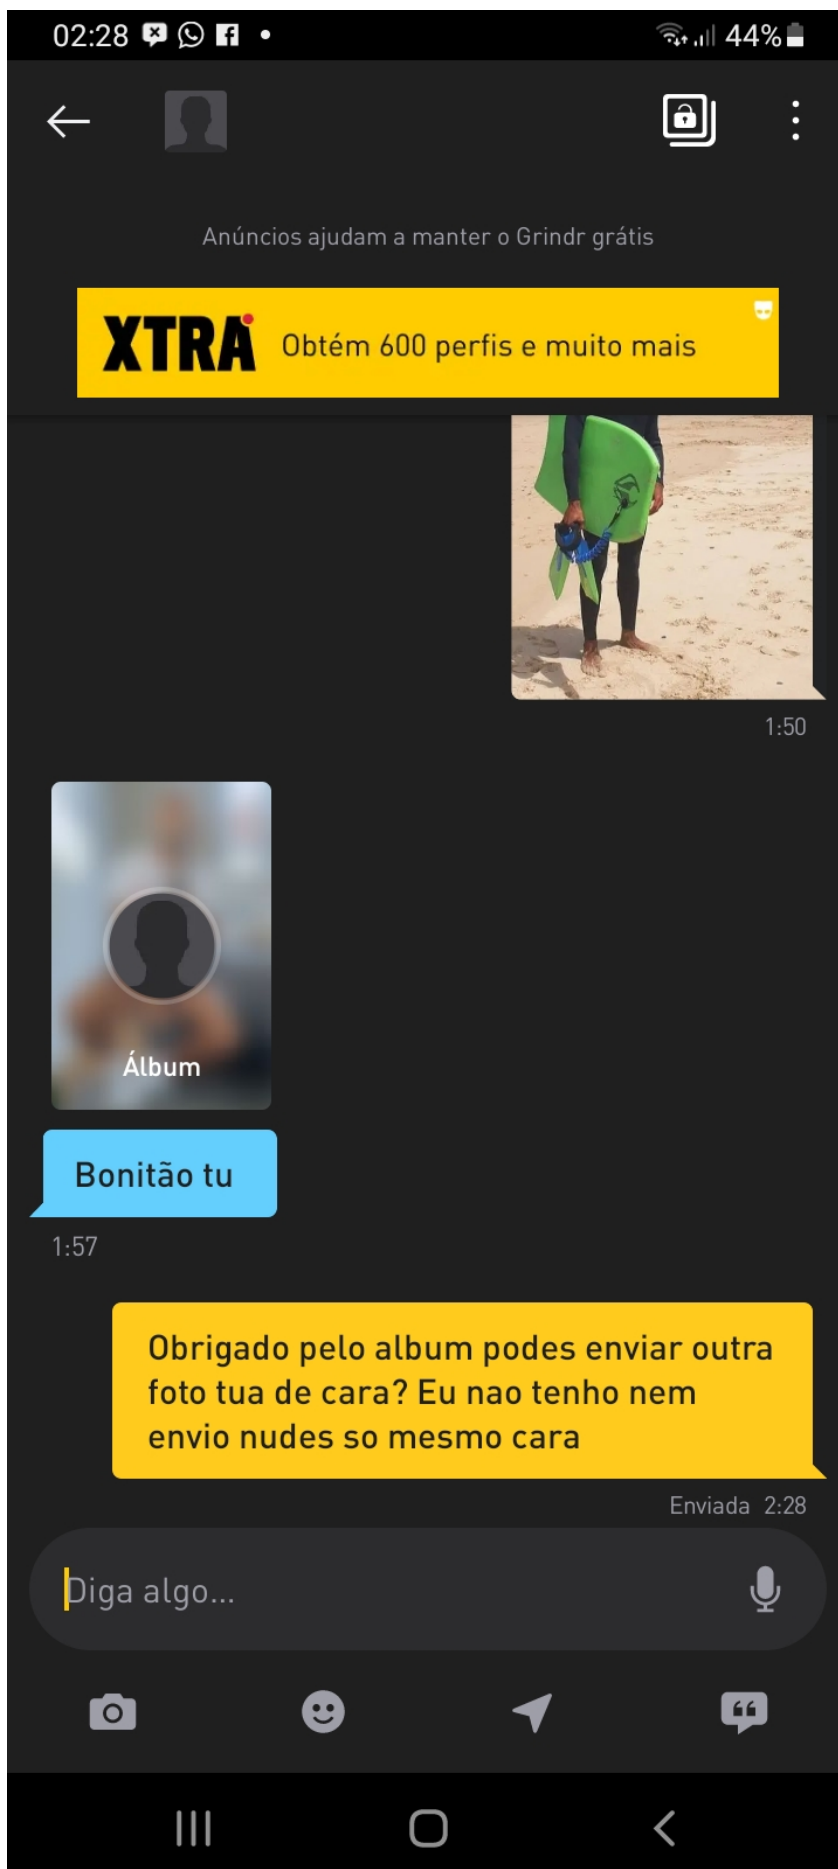 02:28
44%
Anúncios ajudam a manter o Grindr grátis
XTRA Obtém 600 perfis e muito mais
1:50
Álbum
Bonitão tu
1:57
Obrigado pelo album podes enviar outra
foto tua de cara? Eu nao tenho nem
envio nudes so mesmo cara
Enviada 2:28
Diga algo...